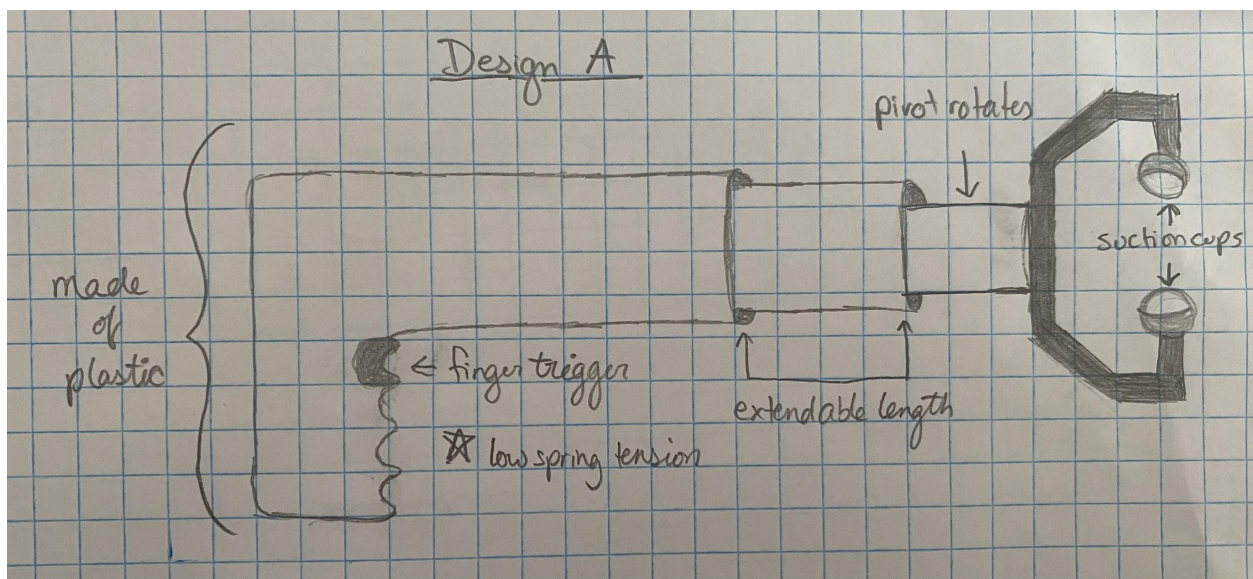 Design A
pivot rotates
suction cups
made
of
plastic
← finger trigger
extendable length
☆ low spring tension